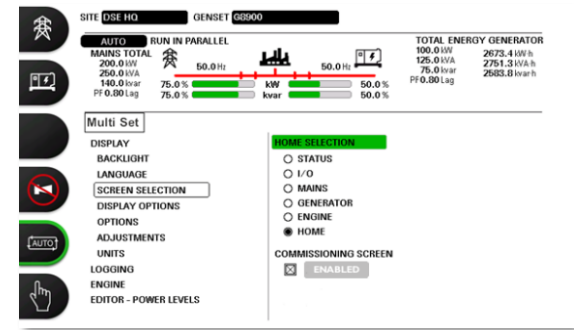 SITE DSE HQ GENSET G8900
AUTO RUN IN PARALLEL TOTAL ENERGY GENERATOR
MAINS TOTAL
200.0 kW 50.0 Hz 50.0 Hz 100.0 kW 2673.4 kW·h
250.0 kVA 125.0 kVA 2751.3 kVA·h
140.0 kvar 75.0 % kW 50.0 % 75.0 kvar 2583.8 kvar·h
PF 0.80 Lag 75.0 % kvar 50.0 % PF 0.80 Lag
Multi Set
DISPLAY
BACKLIGHT
LANGUAGE
SCREEN SELECTION
DISPLAY OPTIONS
OPTIONS
ADJUSTMENTS
UNITS
LOGGING
ENGINE
EDITOR - POWER LEVELS
HOME SELECTION
STATUS
I/O
MAINS
GENERATOR
ENGINE
HOME
COMMISSIONING SCREEN
ENABLED
AUTO